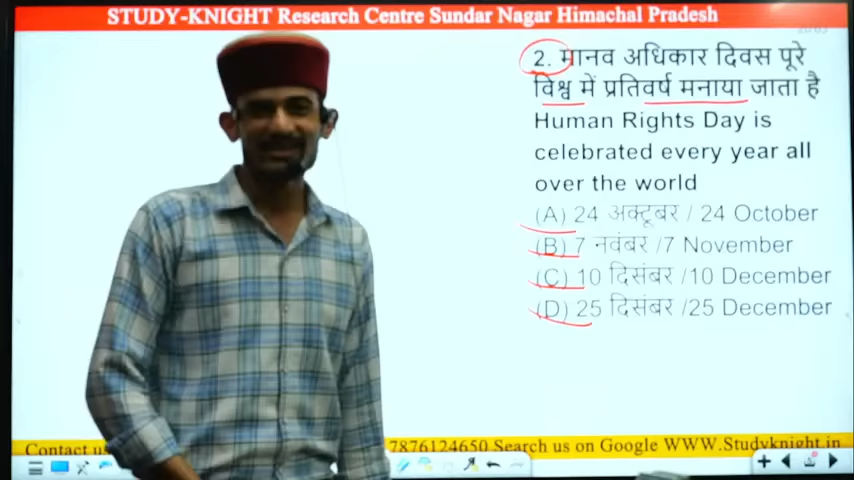 STUDY-KNIGHT Research Centre Sundar Nagar Himachal Pradesh
2. मानव अधिकार दिवस पूरे
विश्व में प्रतिवर्ष मनाया जाता है
Human Rights Day is
celebrated every year all
over the world
(A) 24 अक्टूबर / 24 October
(B) 7 नवंबर /7 November
(C) 10 दिसंबर /10 December
(D) 25 दिसंबर /25 December
Contact us 7876124650 Search us on Google WWW.Studyknight.in